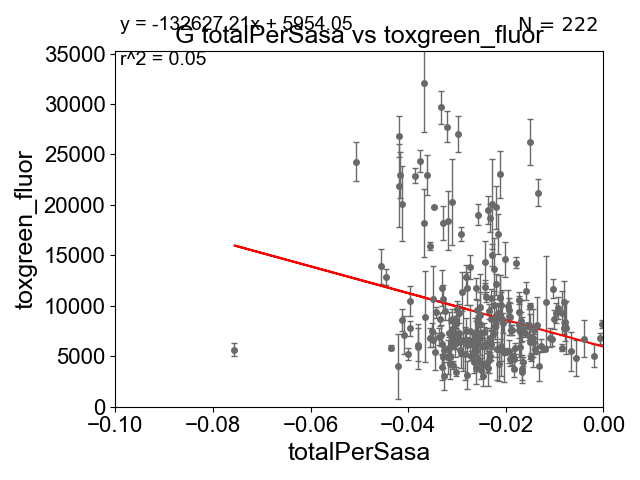 y = -132627.21x + 5954.05
N = 222
G totalPerSasa vs toxgreen_fluor
r^2 = 0.05
35000
30000
25000
20000
15000
10000
5000
0
toxgreen_fluor
−0.10 −0.08 −0.06 −0.04 −0.02 0.00
totalPerSasa